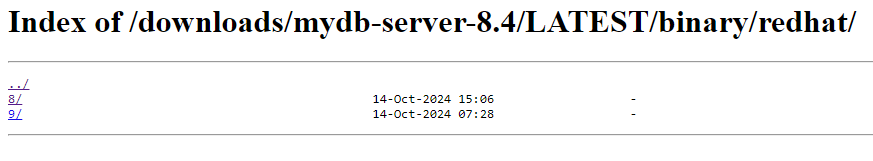 Index of /downloads/mydb-server-8.4/LATEST/binary/redhat/
../
8/ 14-Oct-2024 15:06 -
9/ 14-Oct-2024 07:28 -